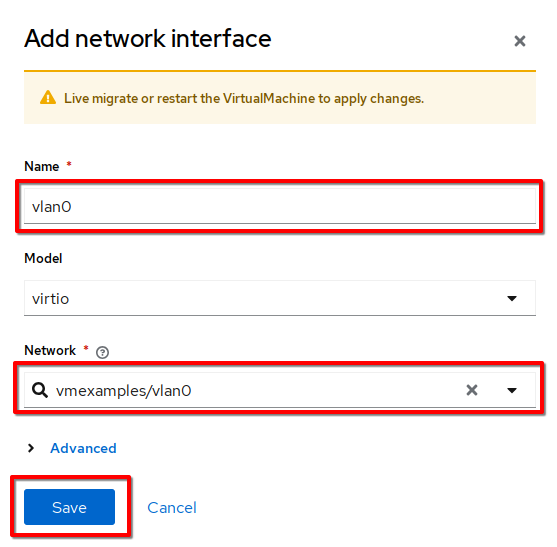 Add network interface
Live migrate or restart the VirtualMachine to apply changes.
Name *
vlan0
Model
virtio
Network *
vmexamples/vlan0
Advanced
Save Cancel